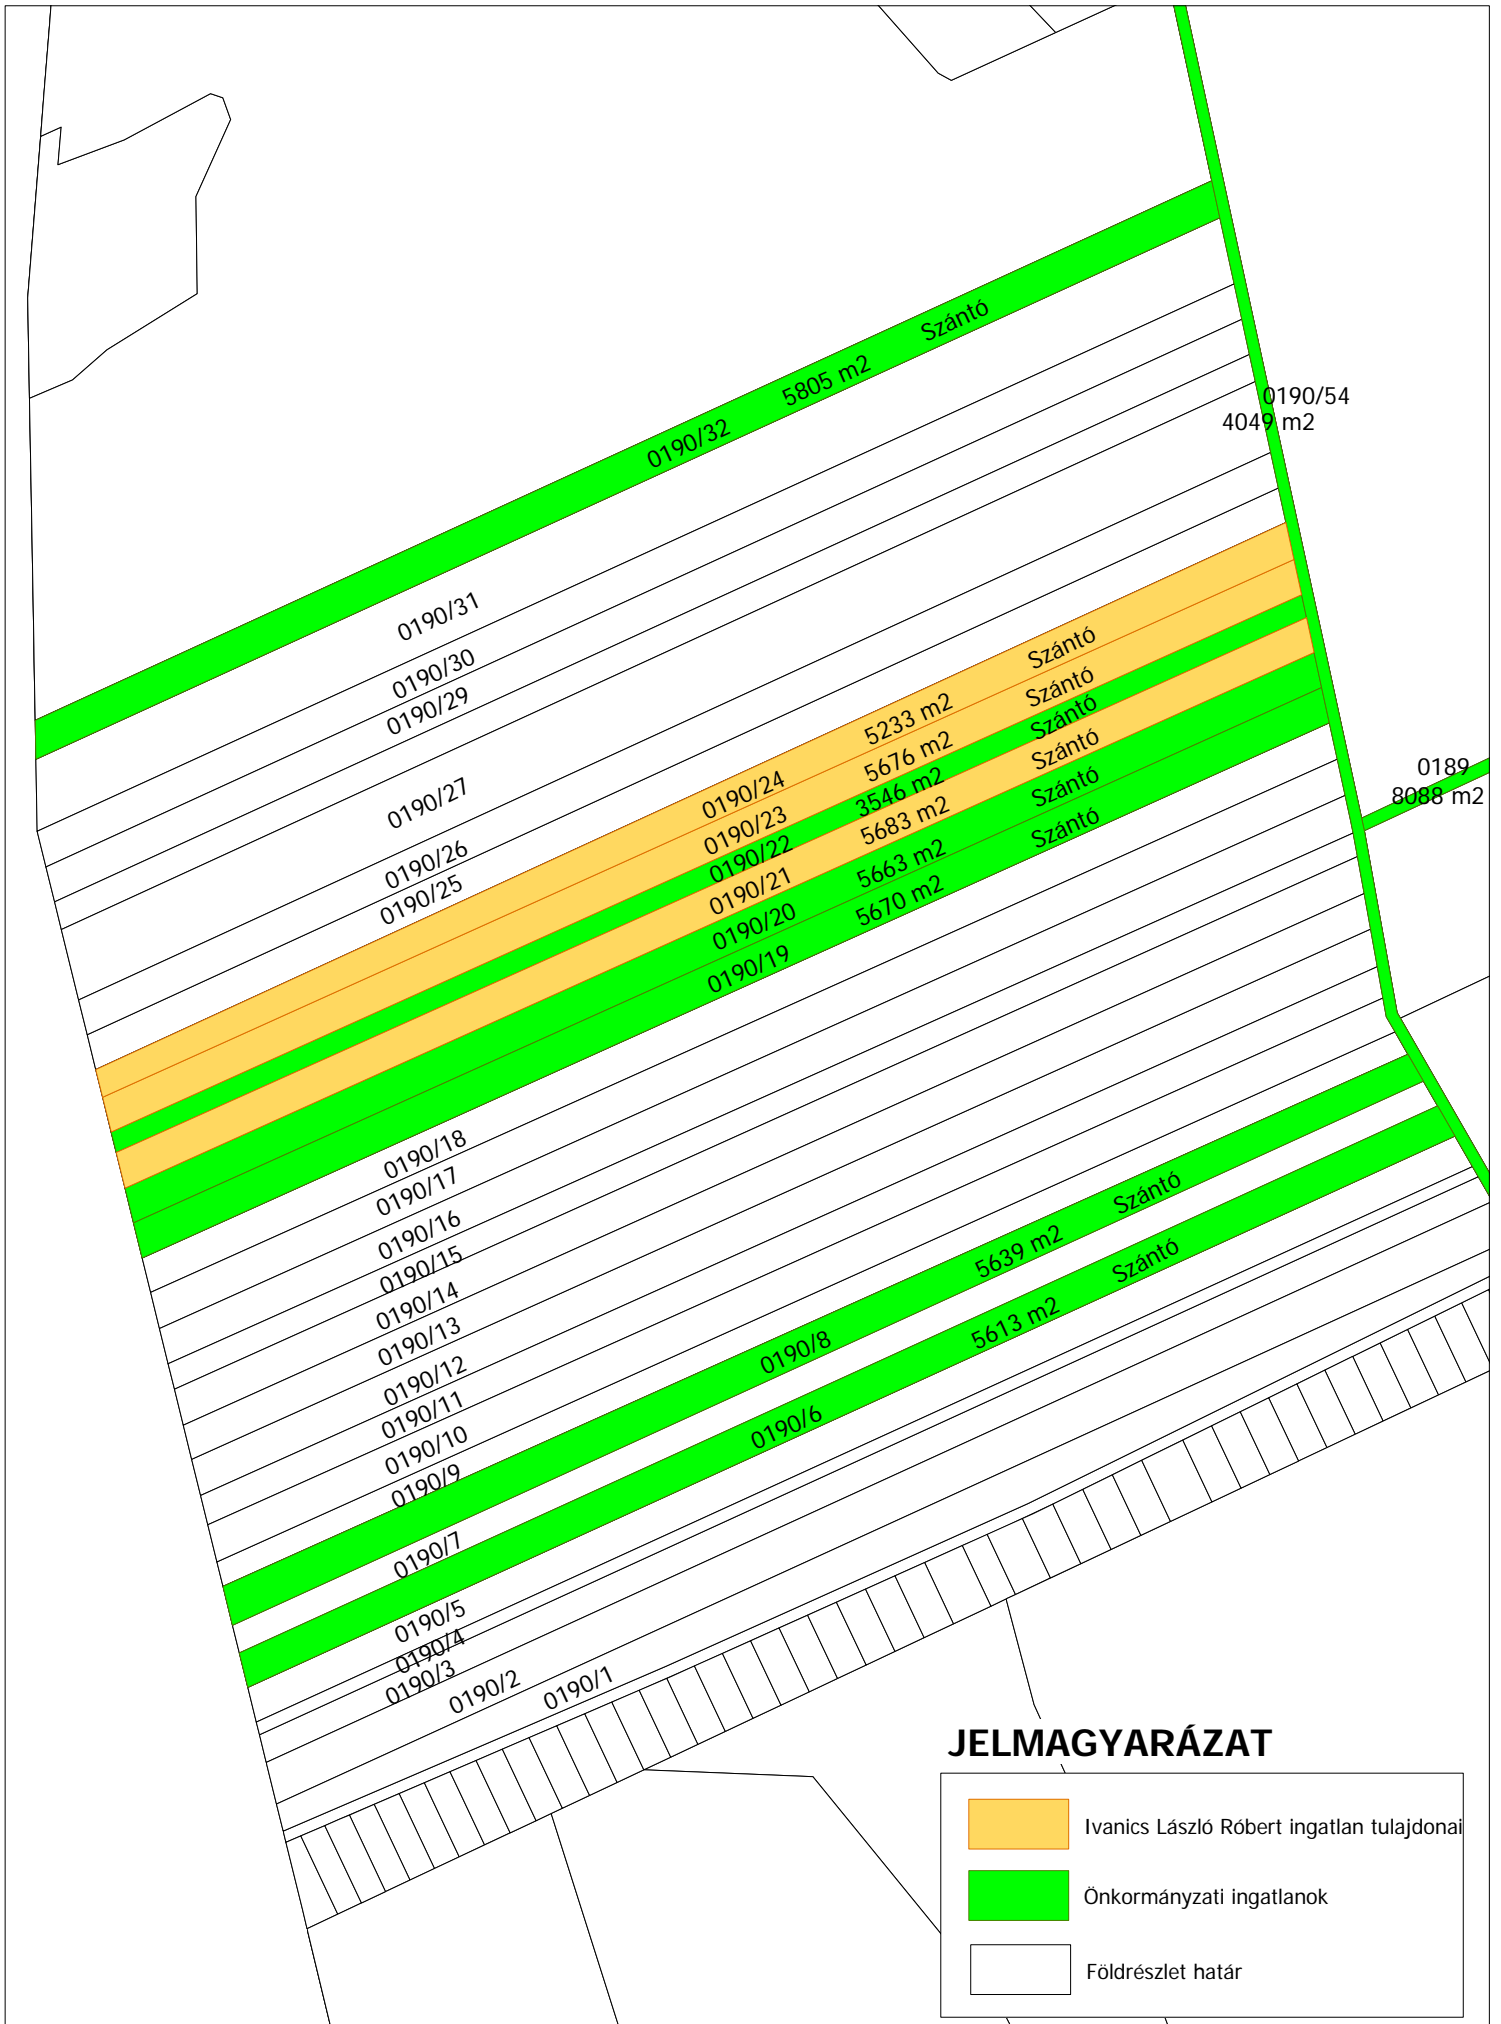 0190/32 5805 m2 Szántó
0190/54
4049 m2
0190/31
0190/30
0190/29
0190/27
0190/26
0190/25
0190/24 5233 m2 Szántó
0190/23 5676 m2 Szántó
0190/22 3546 m2 Szántó
0190/21 5683 m2 Szántó
0190/20 5663 m2 Szántó
0190/19 5670 m2 Szántó
0189
8088 m2
0190/18
0190/17
0190/16
0190/15
0190/14
0190/13
0190/12
0190/11
0190/10
0190/9
0190/8 5639 m2 Szántó
0190/7
0190/6 5613 m2 Szántó
0190/5
0190/4
0190/3
0190/2
0190/1
JELMAGYARÁZAT
Ivanics László Róbert ingatlan tulajdonai
Önkormányzati ingatlanok
Földrészlet határ